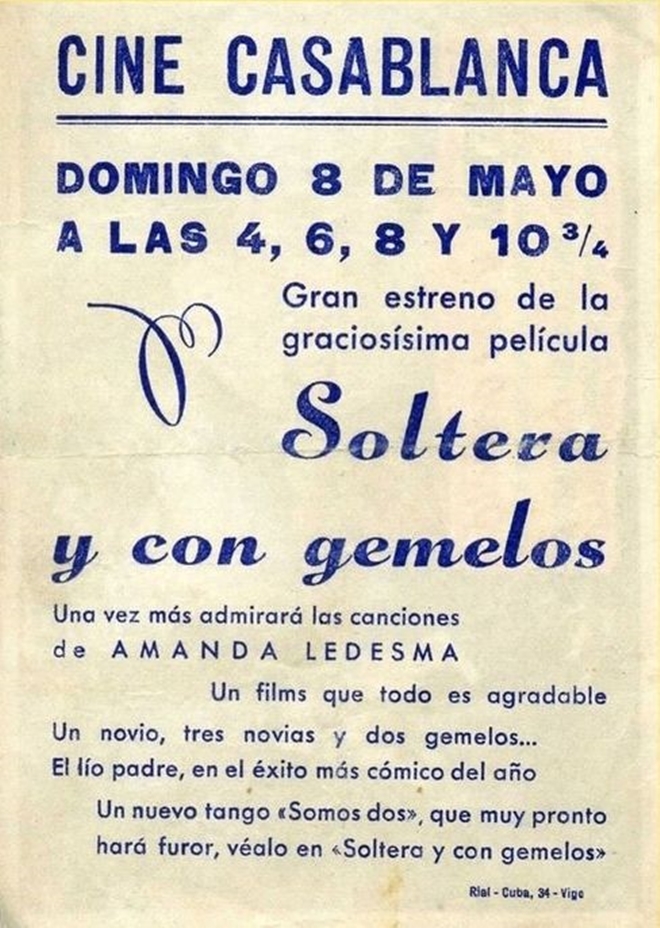 CINE CASABLANCA
DOMINGO 8 DE MAYO
A LAS 4, 6, 8 Y 10 3/4
Gran estreno de la
graciosísima película
Soltera
y con gemelos
Una vez más admirará las canciones
de AMANDA LEDESMA
Un films que todo es agradable
Un novio, tres novias y dos gemelos...
El lío padre, en el éxito más cómico del año
Un nuevo tango «Somos dos», que muy pronto
hará furor, véalo en «Soltera y con gemelos»
Rial - Cuba, 34 - Vigo